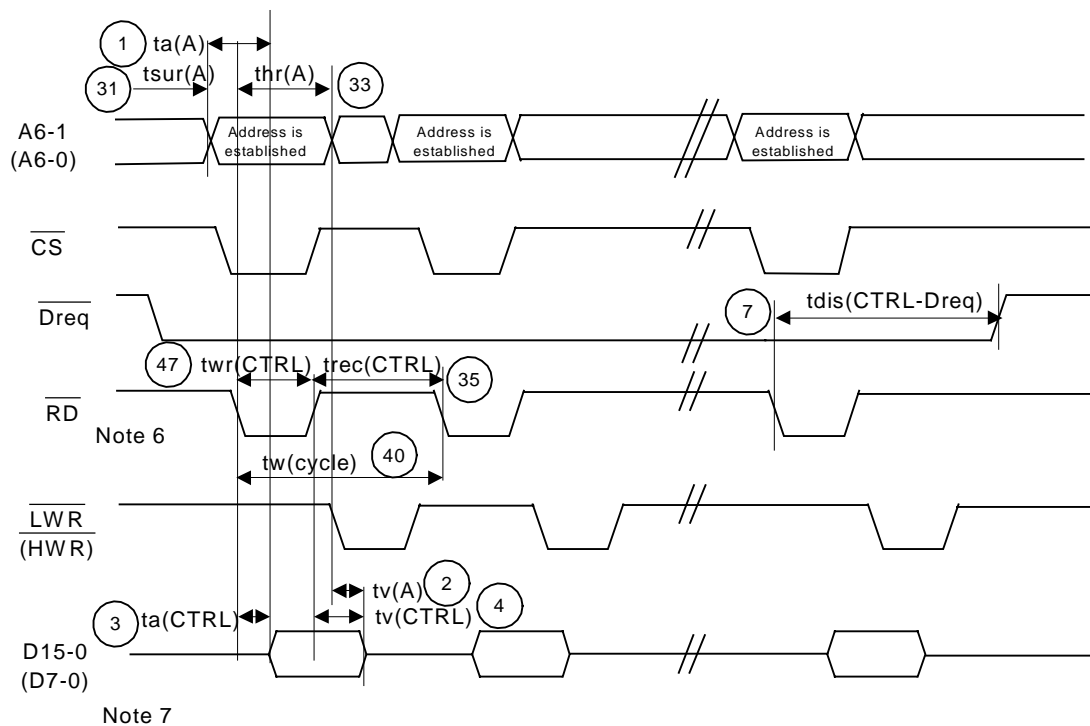 1 ta(A)
31 tsur(A) thr(A) 33
A6-1
(A6-0)
Address is
established
Address is
established
Address is
established
CS
Dreq
7 tdis(CTRL-Dreq)
47 twr(CTRL) trec(CTRL) 35
RD
Note 6
tw(cycle) 40
LWR
(HWR)
tv(A) 2
3 ta(CTRL) tv(CTRL) 4
D15-0
(D7-0)
Note 7